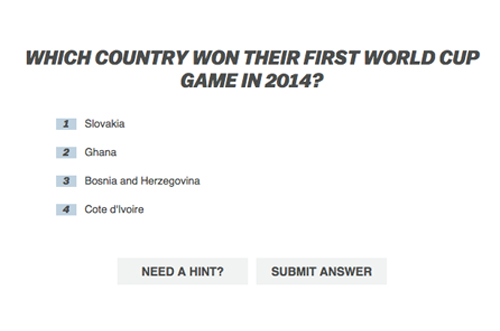 WHICH COUNTRY WON THEIR FIRST WORLD CUP
GAME IN 2014?
1 Slovakia
2 Ghana
3 Bosnia and Herzegovina
4 Cote d'Ivoire
NEED A HINT? SUBMIT ANSWER